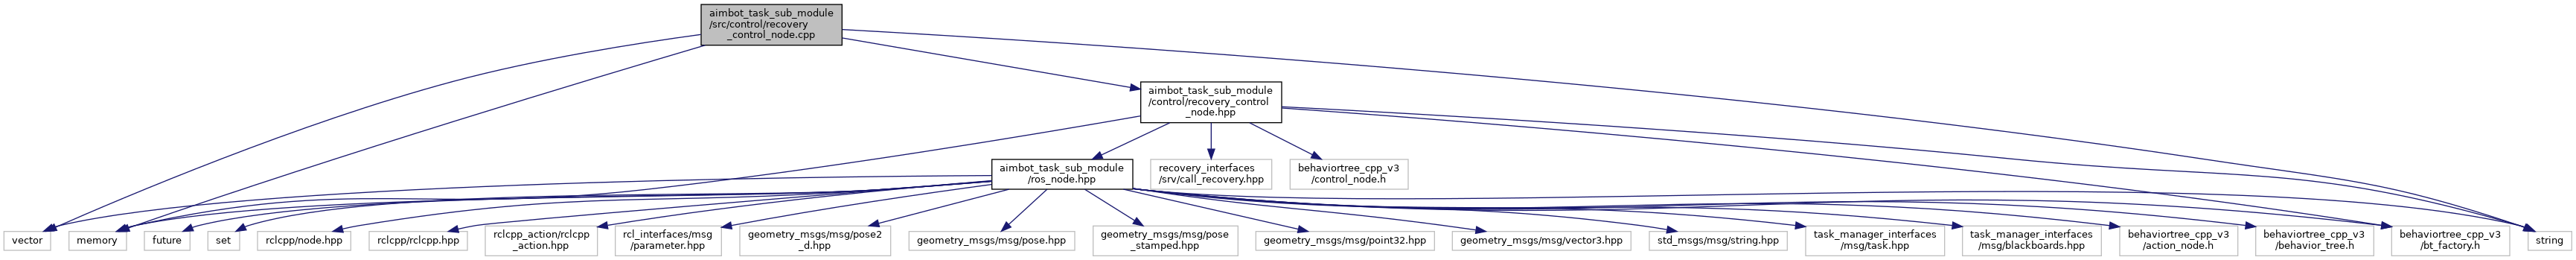 aimbot_task_sub_module
/src/control/recovery
_control_node.cpp
aimbot_task_sub_module
/control/recovery_control
_node.hpp
aimbot_task_sub_module
/ros_node.hpp
recovery_interfaces
/srv/call_recovery.hpp
behaviortree_cpp_v3
/control_node.h
vector
memory
future
set
rclcpp/node.hpp
rclcpp/rclcpp.hpp
rclcpp_action/rclcpp
_action.hpp
rcl_interfaces/msg
/parameter.hpp
geometry_msgs/msg/pose2
_d.hpp
geometry_msgs/msg/pose.hpp
geometry_msgs/msg/pose
_stamped.hpp
geometry_msgs/msg/point32.hpp
geometry_msgs/msg/vector3.hpp
std_msgs/msg/string.hpp
task_manager_interfaces
/msg/task.hpp
task_manager_interfaces
/msg/blackboards.hpp
behaviortree_cpp_v3
/action_node.h
behaviortree_cpp_v3
/behavior_tree.h
behaviortree_cpp_v3
/bt_factory.h
string